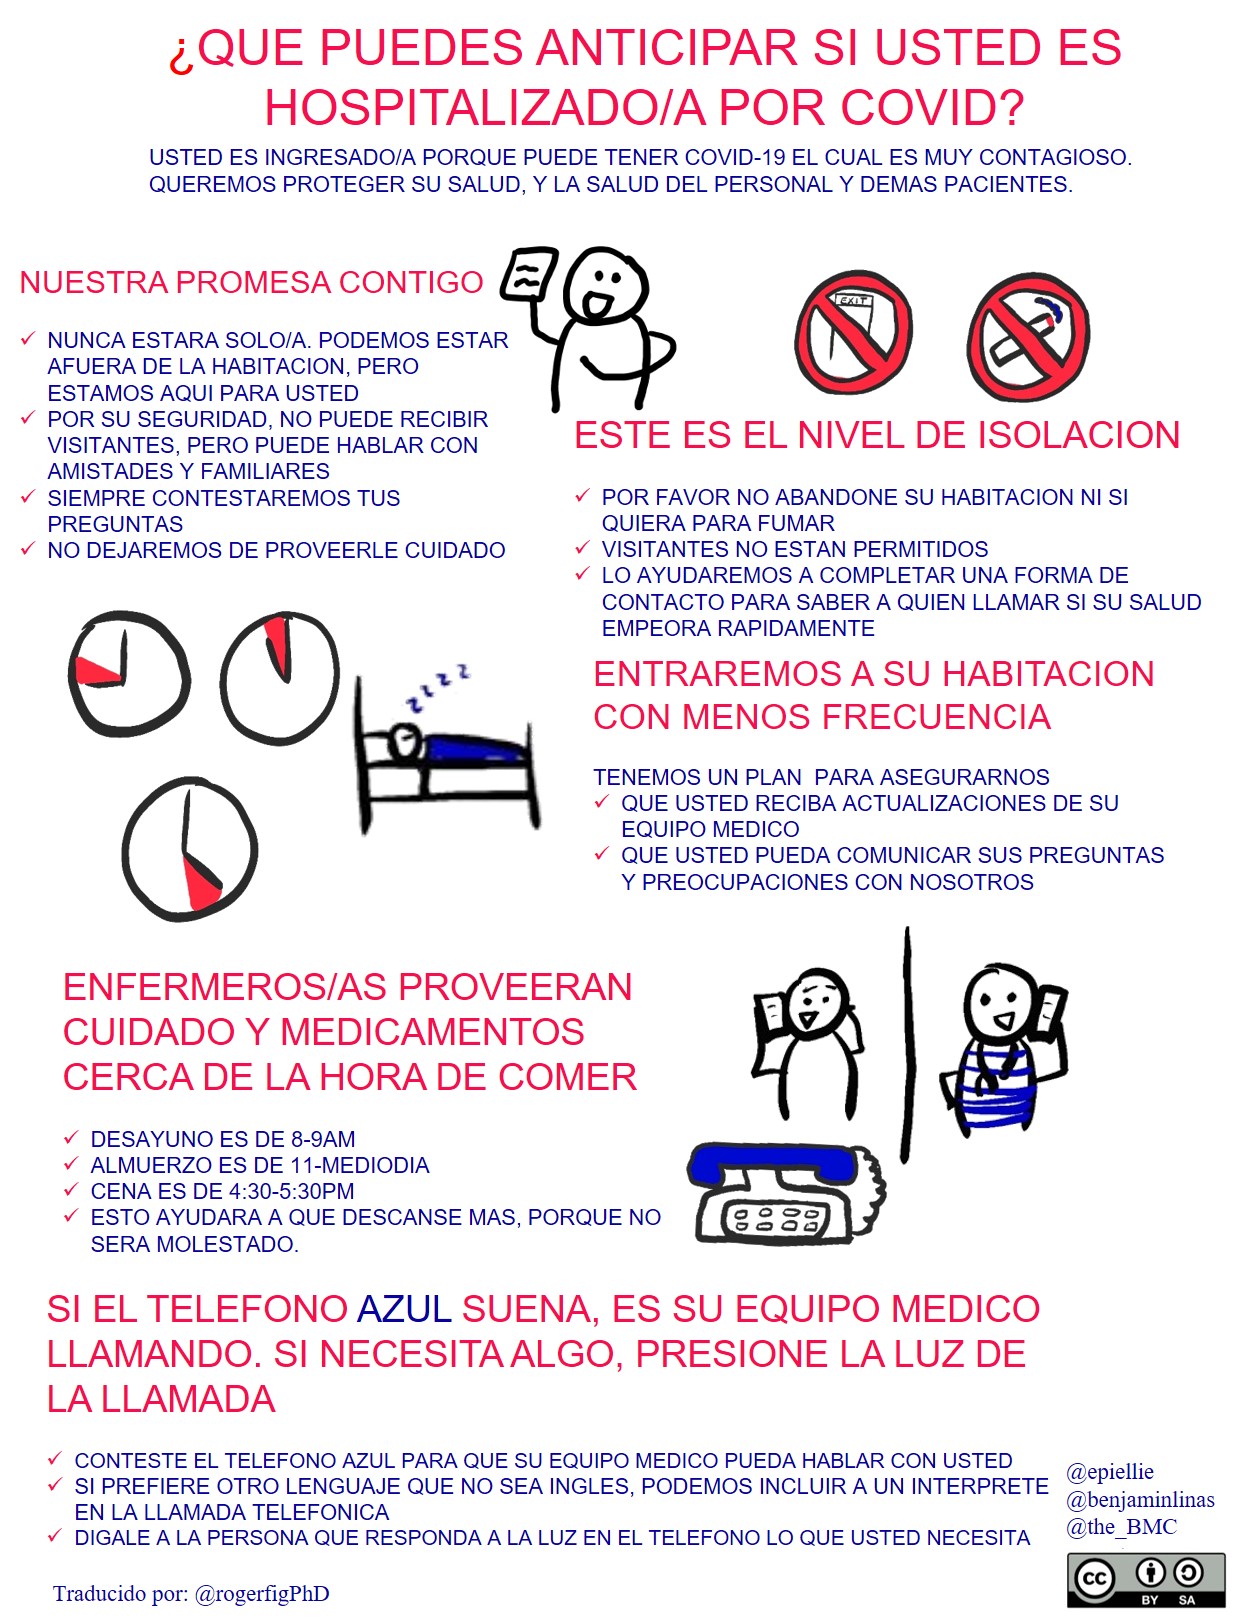 ¿QUE PUEDES ANTICIPAR SI USTED ES
HOSPITALIZADO/A POR COVID?
USTED ES INGRESADO/A PORQUE PUEDE TENER COVID-19 EL CUAL ES MUY CONTAGIOSO.
QUEREMOS PROTEGER SU SALUD, Y LA SALUD DEL PERSONAL Y DEMAS PACIENTES.
NUESTRA PROMESA CONTIGO
✓ NUNCA ESTARA SOLO/A. PODEMOS ESTAR
AFUERA DE LA HABITACION, PERO
ESTAMOS AQUI PARA USTED
✓ POR SU SEGURIDAD, NO PUEDE RECIBIR
VISITANTES, PERO PUEDE HABLAR CON
AMISTADES Y FAMILIARES
✓ SIEMPRE CONTESTAREMOS TUS
PREGUNTAS
✓ NO DEJAREMOS DE PROVEERLE CUIDADO
EXIT
ESTE ES EL NIVEL DE ISOLACION
✓ POR FAVOR NO ABANDONE SU HABITACION NI SI
QUIERA PARA FUMAR
✓ VISITANTES NO ESTAN PERMITIDOS
✓ LO AYUDAREMOS A COMPLETAR UNA FORMA DE
CONTACTO PARA SABER A QUIEN LLAMAR SI SU SALUD
EMPEORA RAPIDAMENTE
zzzz
ENTRAREMOS A SU HABITACION
CON MENOS FRECUENCIA
TENEMOS UN PLAN PARA ASEGURARNOS
✓ QUE USTED RECIBA ACTUALIZACIONES DE SU
EQUIPO MEDICO
✓ QUE USTED PUEDA COMUNICAR SUS PREGUNTAS
Y PREOCUPACIONES CON NOSOTROS
ENFERMEROS/AS PROVEERAN
CUIDADO Y MEDICAMENTOS
CERCA DE LA HORA DE COMER
✓ DESAYUNO ES DE 8-9AM
✓ ALMUERZO ES DE 11-MEDIODIA
✓ CENA ES DE 4:30-5:30PM
✓ ESTO AYUDARA A QUE DESCANSE MAS, PORQUE NO
SERA MOLESTADO.
SI EL TELEFONO AZUL SUENA, ES SU EQUIPO MEDICO
LLAMANDO. SI NECESITA ALGO, PRESIONE LA LUZ DE
LA LLAMADA
✓ CONTESTE EL TELEFONO AZUL PARA QUE SU EQUIPO MEDICO PUEDA HABLAR CON USTED
✓ SI PREFIERE OTRO LENGUAJE QUE NO SEA INGLES, PODEMOS INCLUIR A UN INTERPRETE
EN LA LLAMADA TELEFONICA
✓ DIGALE A LA PERSONA QUE RESPONDA A LA LUZ EN EL TELEFONO LO QUE USTED NECESITA
@epiellie
@benjaminlinas
@the_BMC
cc BY SA
Traducido por: @rogerfigPhD